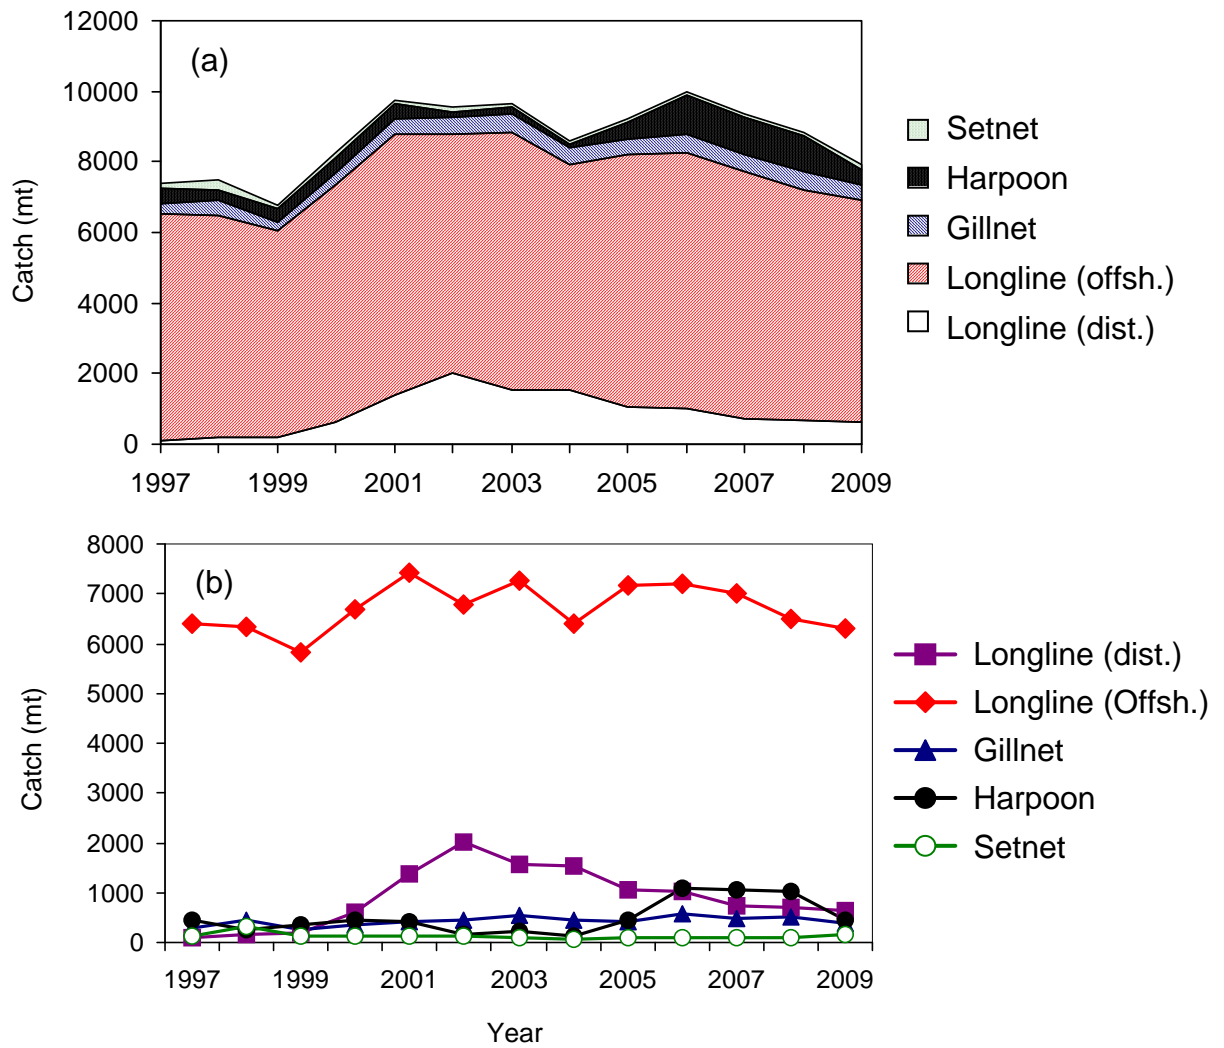 12000
10000
8000
6000
4000
2000
0
Catch (mt)
(a)
1997 1999 2001 2003 2005 2007 2009
Setnet
Harpoon
Gillnet
Longline (offsh.)
Longline (dist.)
8000
7000
6000
5000
4000
3000
2000
1000
0
Catch (mt)
(b)
1997 1999 2001 2003 2005 2007 2009
Year
Longline (dist.)
Longline (Offsh.)
Gillnet
Harpoon
Setnet